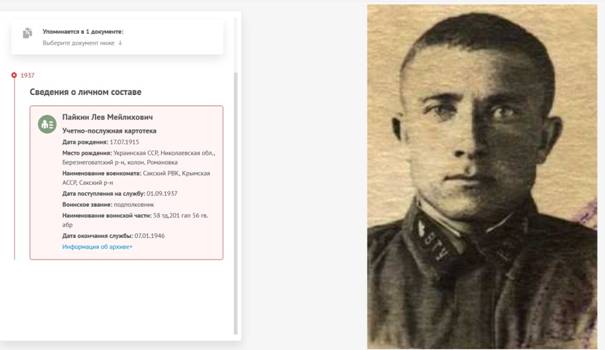 Упоминается в 1 документе:
Выберите документ ниже ↓
1937
Сведения о личном составе
Пайкин Лев Мейлихович
Учетно-послужная картотека
Дата рождения: 17.07.1915
Место рождения: Украинская ССР, Николаевская обл.,
Березнеговатский р-н, колон. Романовка
Наименование военкомата: Сакский РВК, Крымская
АССР, Сакский р-н
Дата поступления на службу: 01.09.1937
Воинское звание: подполковник
Наименование воинской части: 58 тд,201 гап 56 гв.
абр
Дата окончания службы: 07.01.1946
Информация об архиве+
ВТУ